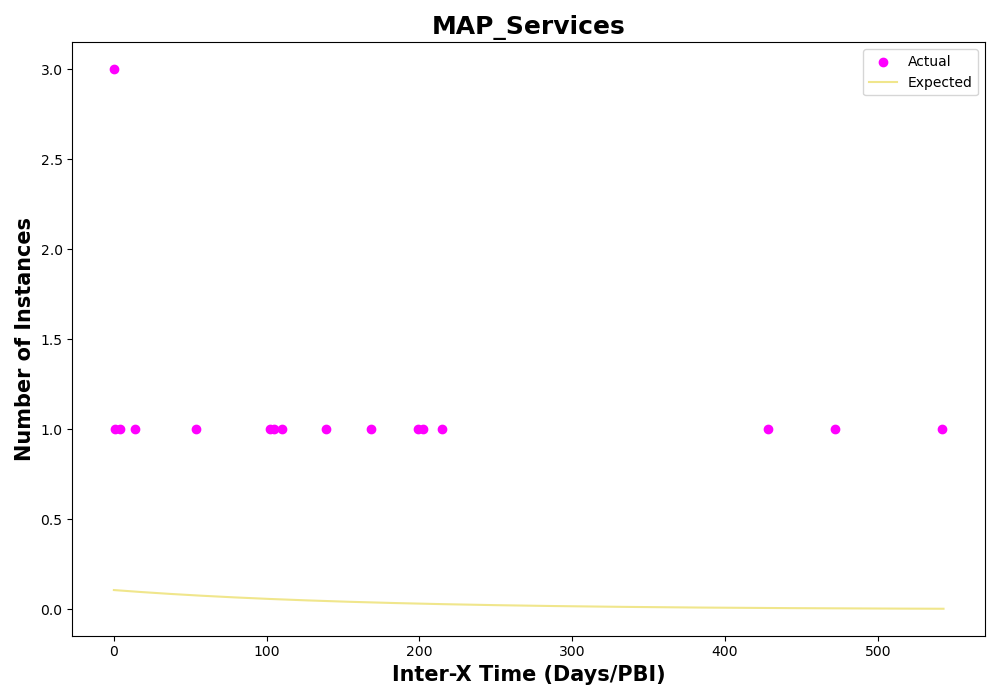 MAP_Services
Actual
Expected
Number of Instances
3.0
2.5
2.0
1.5
1.0
0.5
0.0
0 100 200 300 400 500
Inter-X Time (Days/PBI)